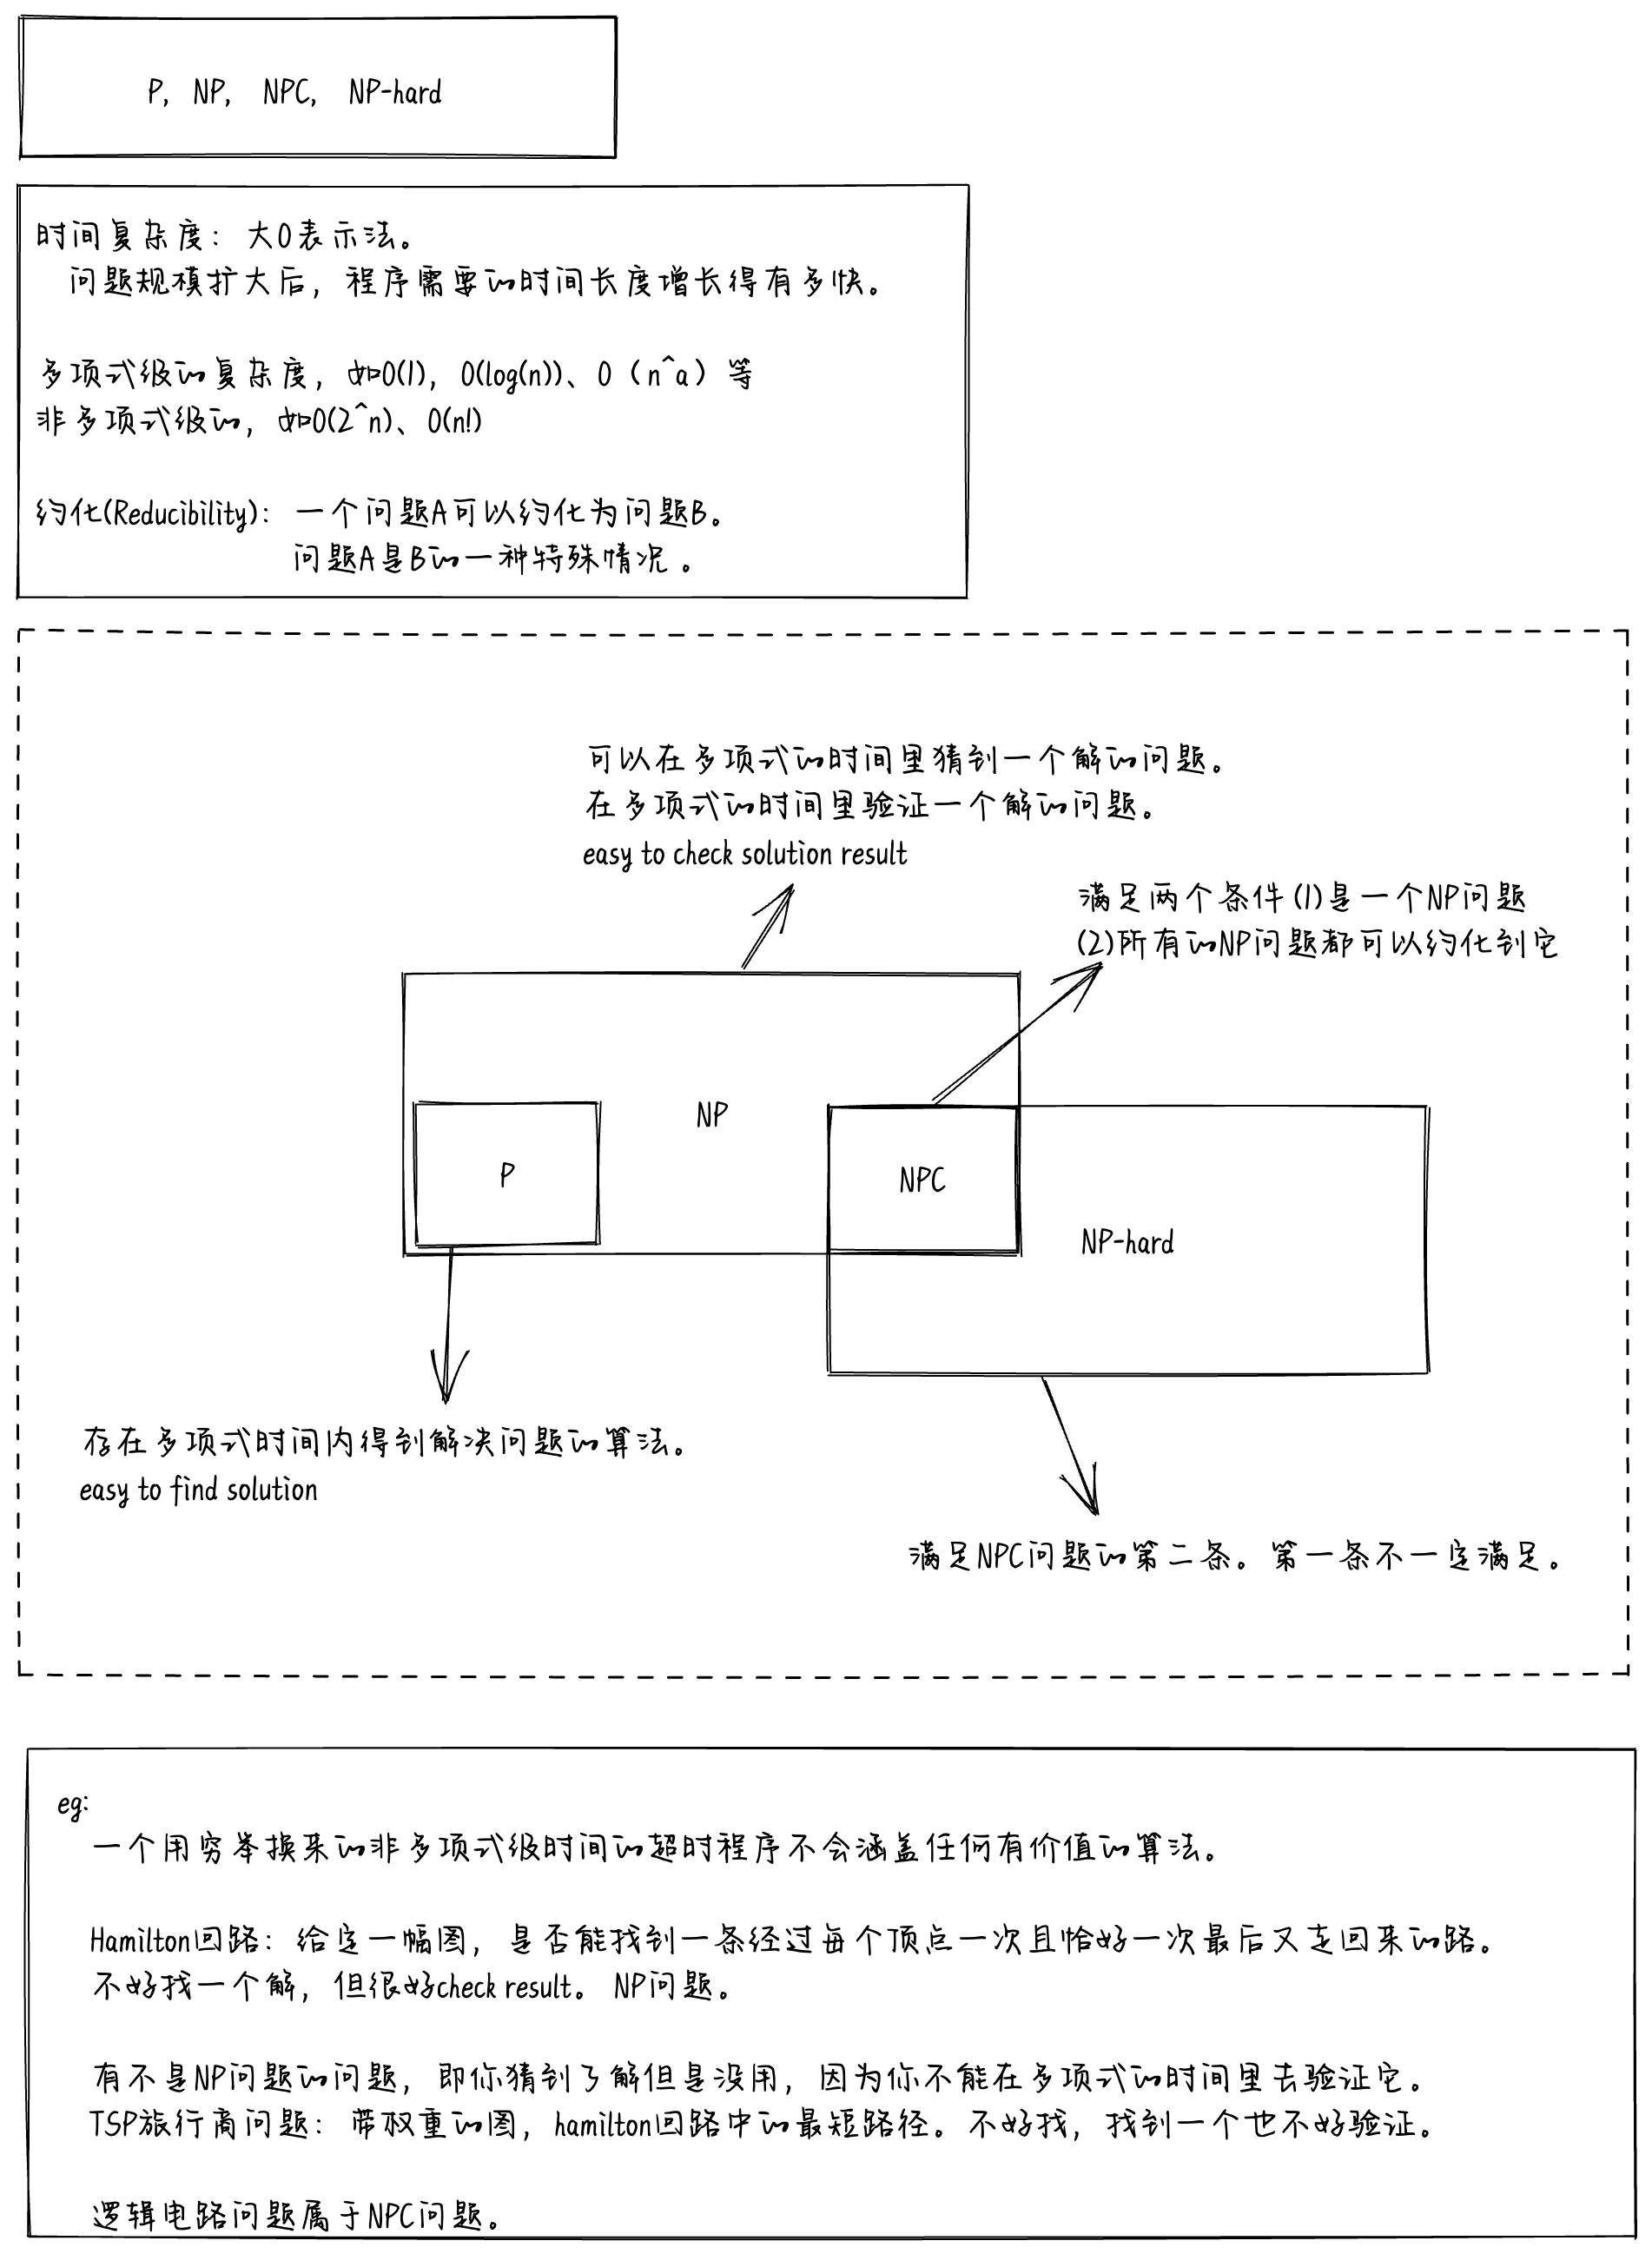 P, NP, NPC, NP-hard
时间复杂度：大O表示法。
问题规模扩大后，程序需要的时间长度增长得有多快。
多项式级的复杂度，如O(1)，O(log(n))、O（n^a）等
非多项式级的，如O(2^n)、O(n!)
约化(Reducibility)：一个问题A可以约化为问题B。
问题A是B的一种特殊情况。
可以在多项式的时间里猜到一个解的问题。
在多项式的时间里验证一个解的问题。
easy to check solution result
满足两个条件(1)是一个NP问题
(2)所有的NP问题都可以约化到它
NP
P
NPC
NP-hard
存在多项式时间内得到解决问题的算法。
easy to find solution
满足NPC问题的第二条。第一条不一定满足。
eg:
一个用穷举换来的非多项式级时间的超时程序不会涵盖任何有价值的算法。
Hamilton回路：给定一幅图，是否能找到一条经过每个顶点一次且恰好一次最后又走回来的路。
不好找一个解，但很好check result。 NP问题。
有不是NP问题的问题，即你猜到了解但是没用，因为你不能在多项式的时间里去验证它。
TSP旅行商问题：带权重的图，hamilton回路中的最短路径。不好找，找到一个也不好验证。
逻辑电路问题属于NPC问题。